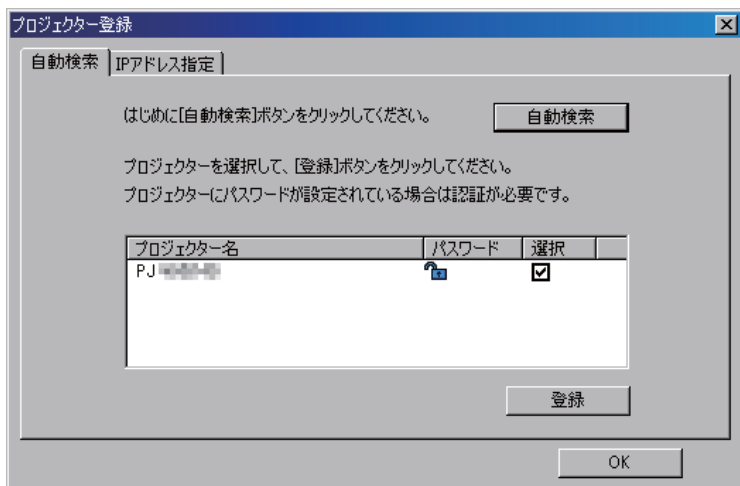 プロジェクター登録
自動検索 IPアドレス指定
はじめに[自動検索]ボタンをクリックしてください。 自動検索
プロジェクターを選択して、[登録]ボタンをクリックしてください。
プロジェクターにパスワードが設定されている場合は認証が必要です。
プロジェクター名 パスワード 選択
PJ
登録
OK